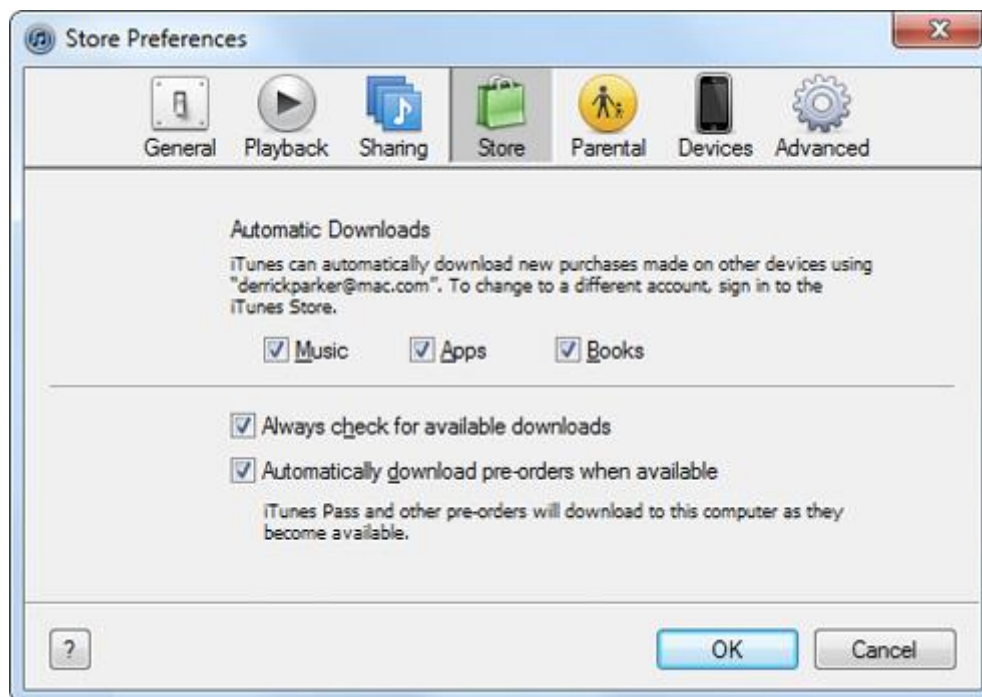 Store Preferences
General Playback Sharing Store Parental Devices Advanced
Automatic Downloads
iTunes can automatically download new purchases made on other devices using
"derrickparker@mac.com". To change to a different account, sign in to the
iTunes Store.
Music Apps Books
Always check for available downloads
Automatically download pre-orders when available
iTunes Pass and other pre-orders will download to this computer as they
become available.
? OK Cancel